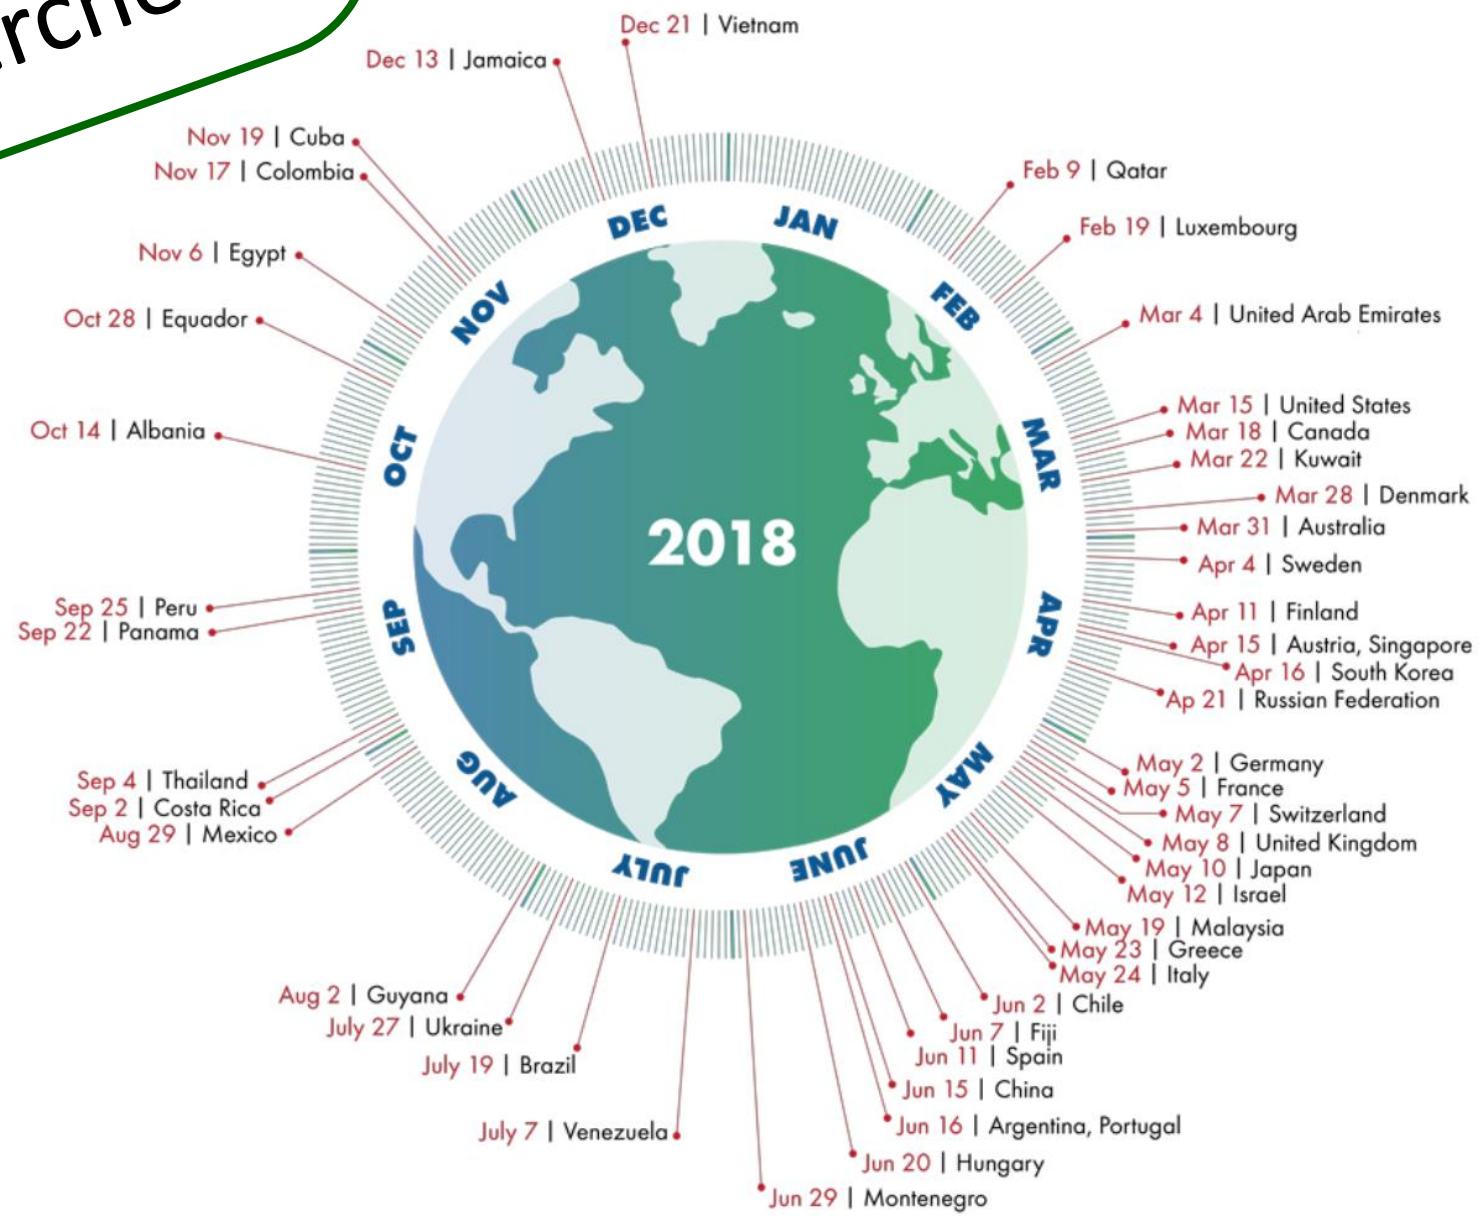 rche
Dec 21 | Vietnam
Dec 13 | Jamaica
Nov 19 | Cuba
Nov 17 | Colombia
Nov 6 | Egypt
Oct 28 | Equador
Oct 14 | Albania
Sep 25 | Peru
Sep 22 | Panama
Sep 4 | Thailand
Sep 2 | Costa Rica
Aug 29 | Mexico
Aug 2 | Guyana
July 27 | Ukraine
July 19 | Brazil
July 7 | Venezuela
DEC
JAN
NOV
FEB
OCT
MAR
2018
SEP
APR
AUG
MAY
JULY
JUNE
Feb 9 | Qatar
Feb 19 | Luxembourg
Mar 4 | United Arab Emirates
Mar 15 | United States
Mar 18 | Canada
Mar 22 | Kuwait
Mar 28 | Denmark
Mar 31 | Australia
Apr 4 | Sweden
Apr 11 | Finland
Apr 15 | Austria, Singapore
Apr 16 | South Korea
Ap 21 | Russian Federation
May 2 | Germany
May 5 | France
May 7 | Switzerland
May 8 | United Kingdom
May 10 | Japan
May 12 | Israel
May 19 | Malaysia
May 23 | Greece
May 24 | Italy
Jun 2 | Chile
Jun 7 | Fiji
Jun 11 | Spain
Jun 15 | China
Jun 16 | Argentina, Portugal
Jun 20 | Hungary
Jun 29 | Montenegro